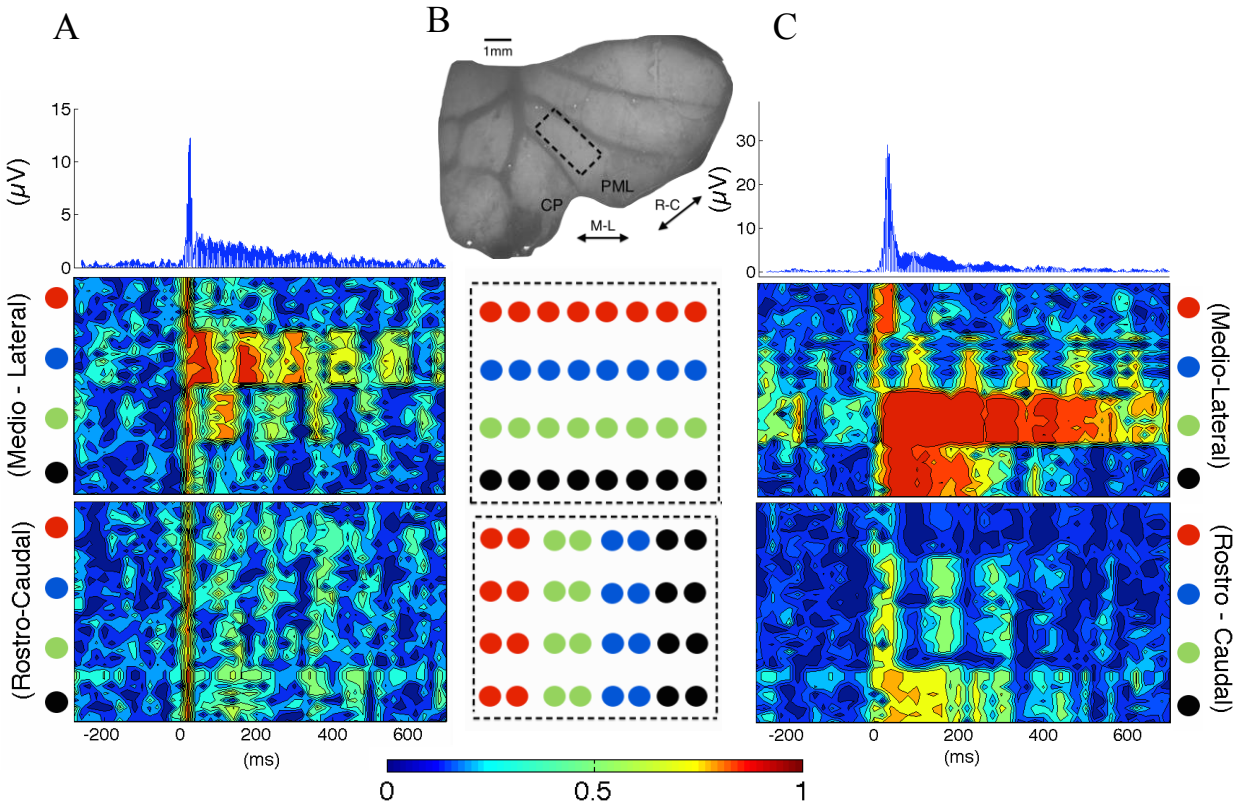 A
B
C
1mm
CP
PML
M-L
R-C
15
10
5
0
(µV)
30
20
10
0
(µV)
(Medio - Lateral)
(Medio-Lateral)
(Rostro-Caudal)
(Rostro - Caudal)
-200 0 200 400 600
(ms)
-200 0 200 400 600
(ms)
0 0.5 1